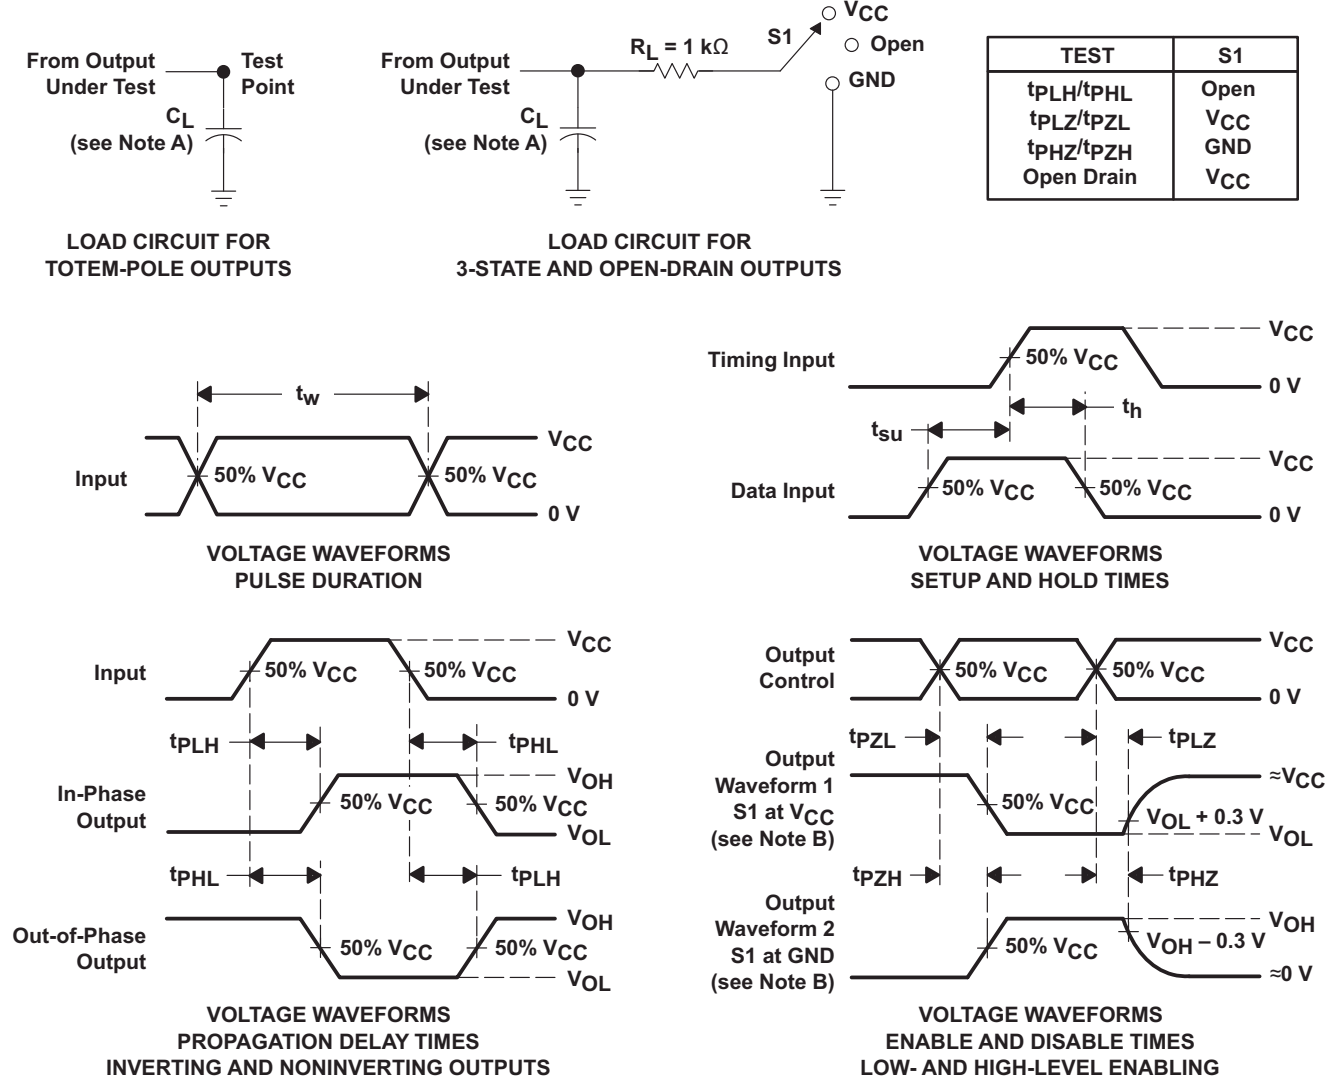 From Output
Under Test
Test
Point
CL
(see Note A)
LOAD CIRCUIT FOR
TOTEM-POLE OUTPUTS
From Output
Under Test
RL = 1 kΩ
S1
VCC
Open
GND
CL
(see Note A)
LOAD CIRCUIT FOR
3-STATE AND OPEN-DRAIN OUTPUTS
TEST S1
tPLH/tPHL Open
tPLZ/tPZL VCC
tPHZ/tPZH GND
Open Drain VCC
tw
Input
50% VCC
50% VCC
VCC
0 V
VOLTAGE WAVEFORMS
PULSE DURATION
Timing Input
50% VCC
VCC
0 V
th
tsu
Data Input
50% VCC
50% VCC
VCC
0 V
VOLTAGE WAVEFORMS
SETUP AND HOLD TIMES
Input
50% VCC
50% VCC
VCC
0 V
tPLH
tPHL
In-Phase
Output
50% VCC
50% VCC
VOH
VOL
tPHL
tPLH
Out-of-Phase
Output
50% VCC
50% VCC
VOH
VOL
VOLTAGE WAVEFORMS
PROPAGATION DELAY TIMES
INVERTING AND NONINVERTING OUTPUTS
Output
Control
50% VCC
50% VCC
VCC
0 V
tPZL
tPLZ
Output
Waveform 1
S1 at VCC
(see Note B)
50% VCC
VOL + 0.3 V
≈VCC
VOL
tPZH
tPHZ
Output
Waveform 2
S1 at GND
(see Note B)
50% VCC
VOH – 0.3 V
VOH
≈0 V
VOLTAGE WAVEFORMS
ENABLE AND DISABLE TIMES
LOW- AND HIGH-LEVEL ENABLING